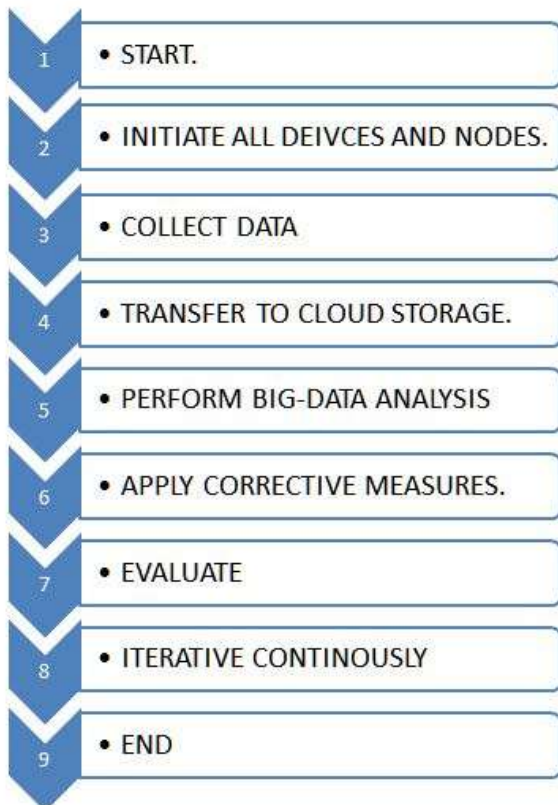 1 • START.
2 • INITIATE ALL DEIVCES AND NODES.
3 • COLLECT DATA
4 • TRANSFER TO CLOUD STORAGE.
5 • PERFORM BIG-DATA ANALYSIS
6 • APPLY CORRECTIVE MEASURES.
7 • EVALUATE
8 • ITERATIVE CONTINOUSLY
9 • END